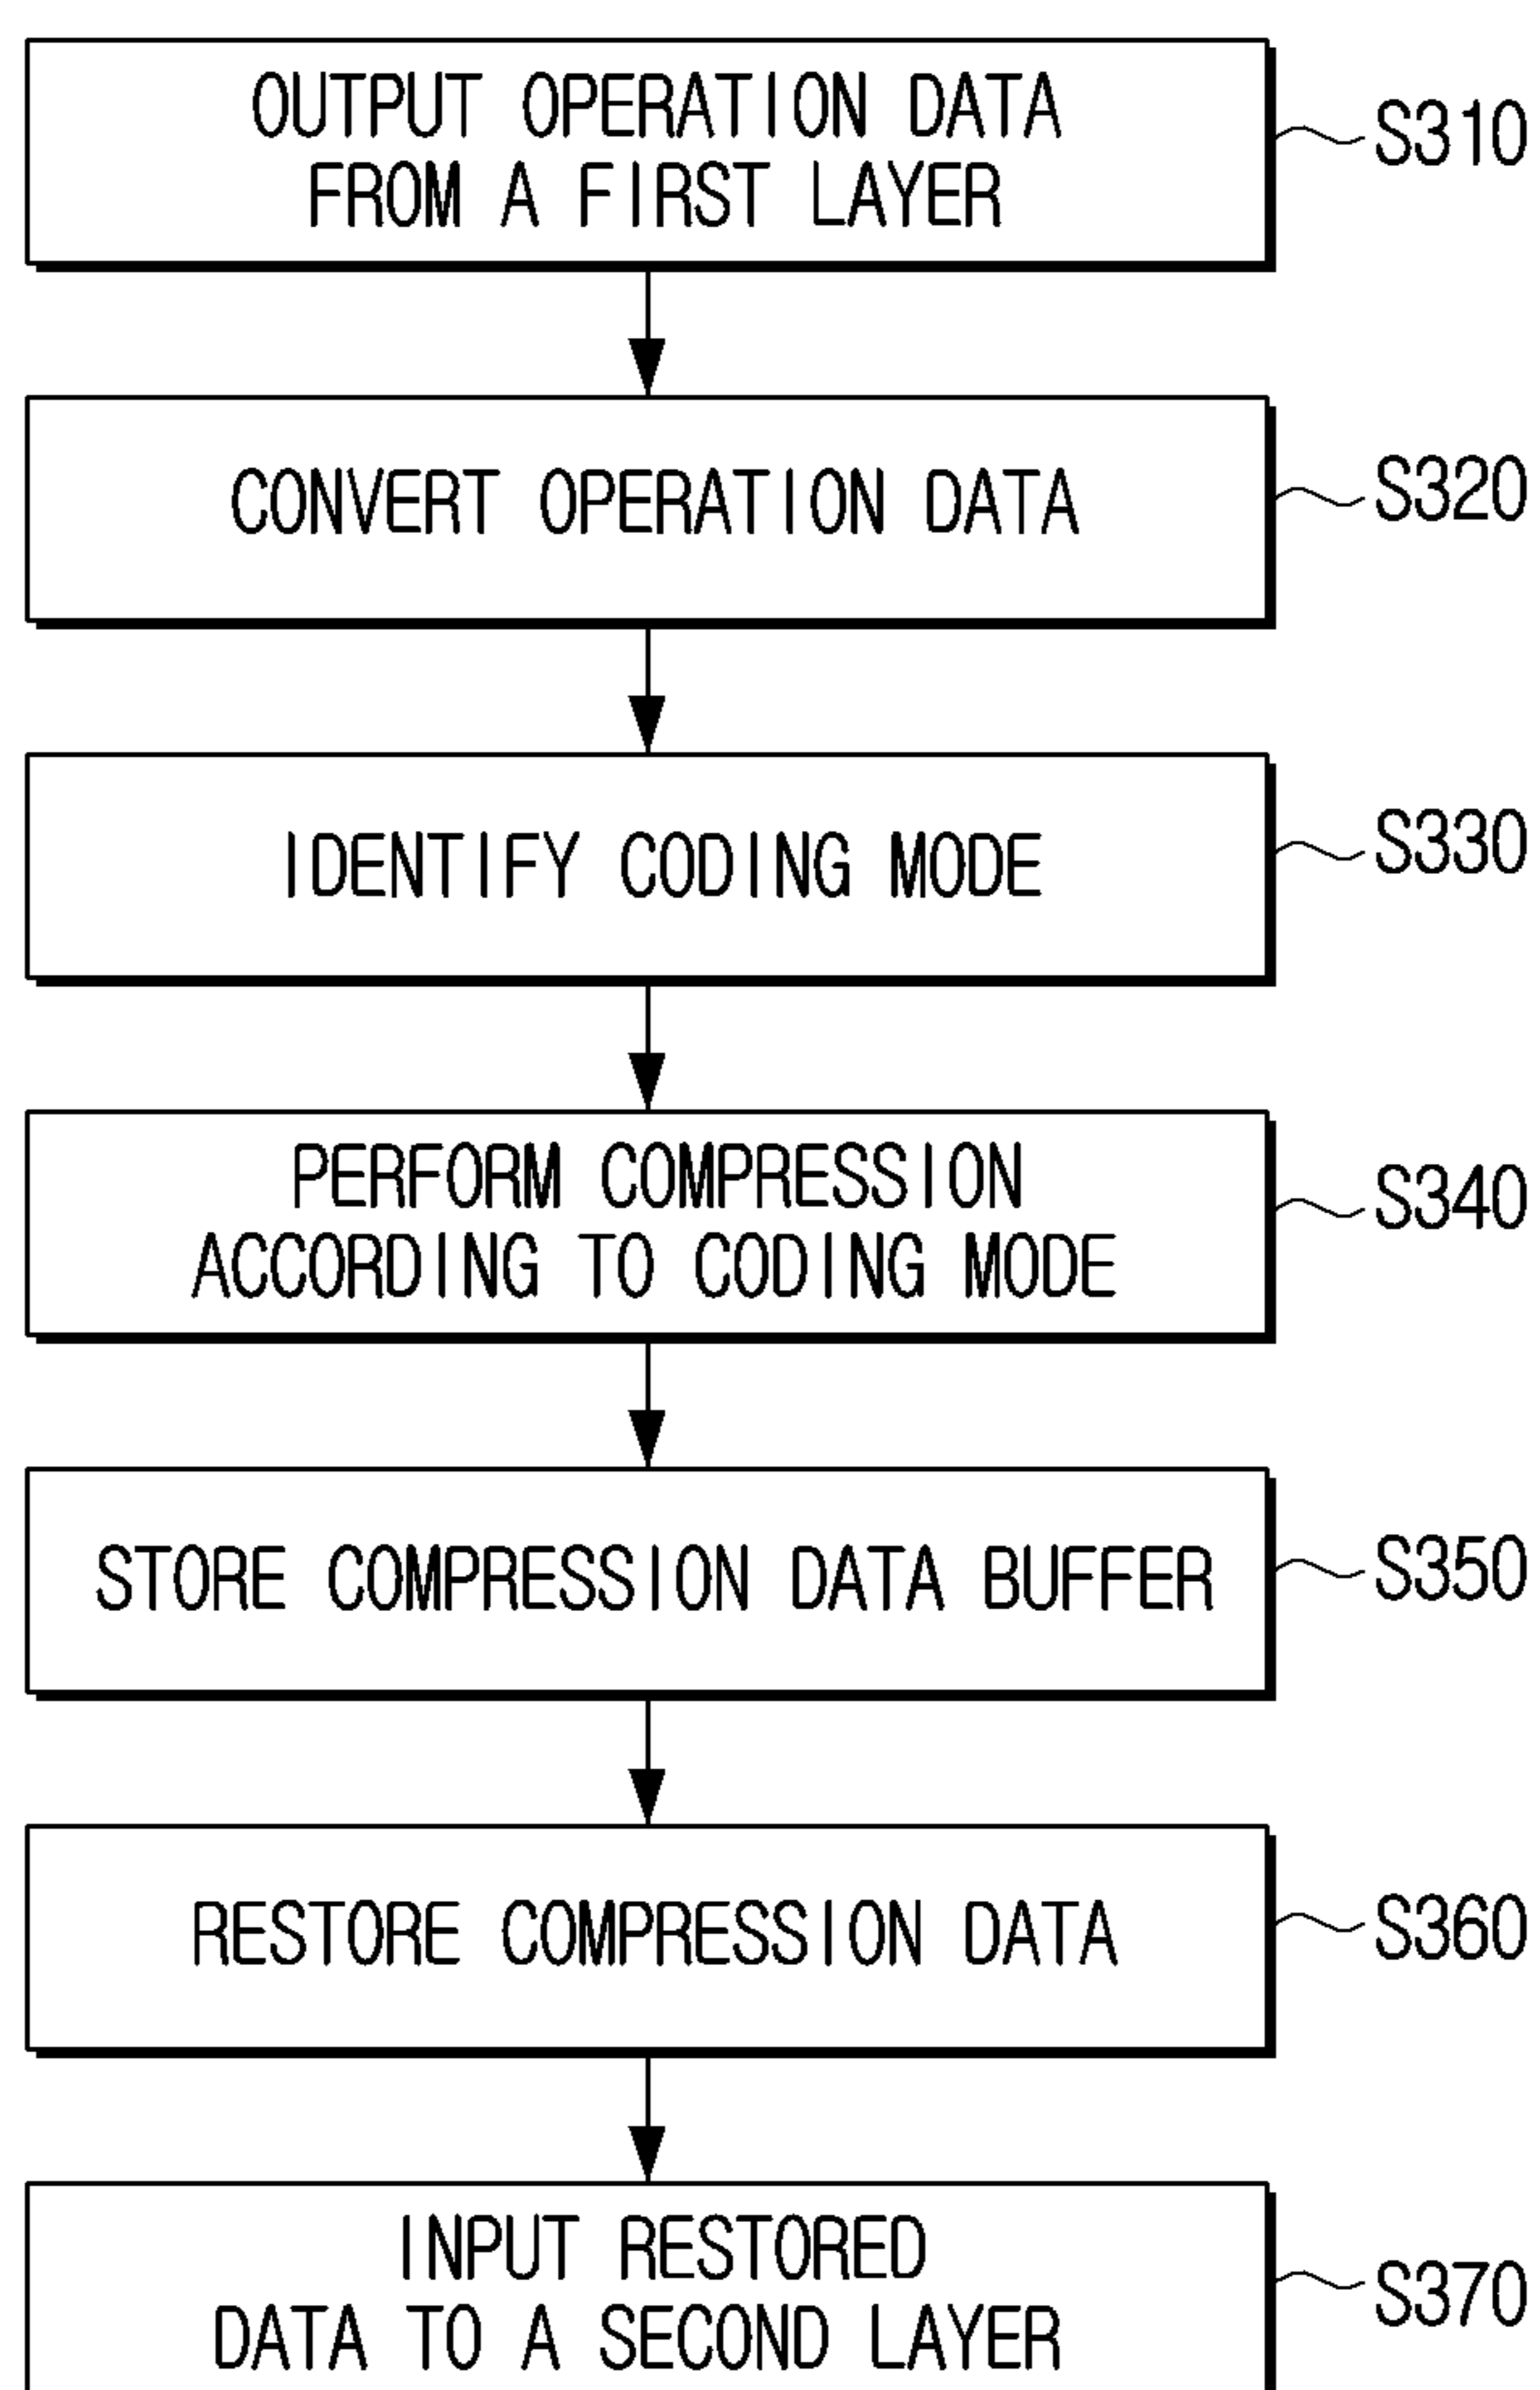 OUTPUT OPERATION DATA
FROM A FIRST LAYER
S310
CONVERT OPERATION DATA
S320
IDENTIFY CODING MODE
S330
PERFORM COMPRESSION
ACCORDING TO CODING MODE
S340
STORE COMPRESSION DATA BUFFER
S350
RESTORE COMPRESSION DATA
S360
INPUT RESTORED
DATA TO A SECOND LAYER
S370